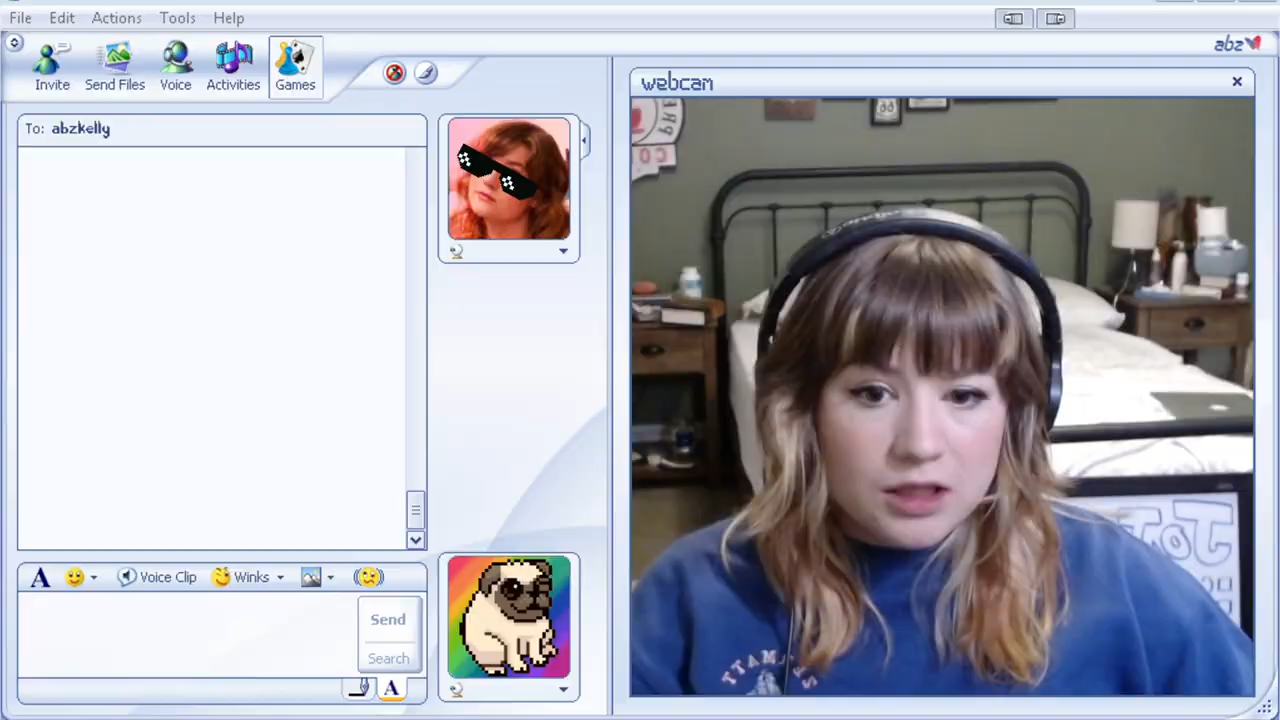 File Edit Actions Tools Help
abz
Invite Send Files Voice Activities Games
webcam
To: abzkelly
Voice Clip Winks
Send
Search
A